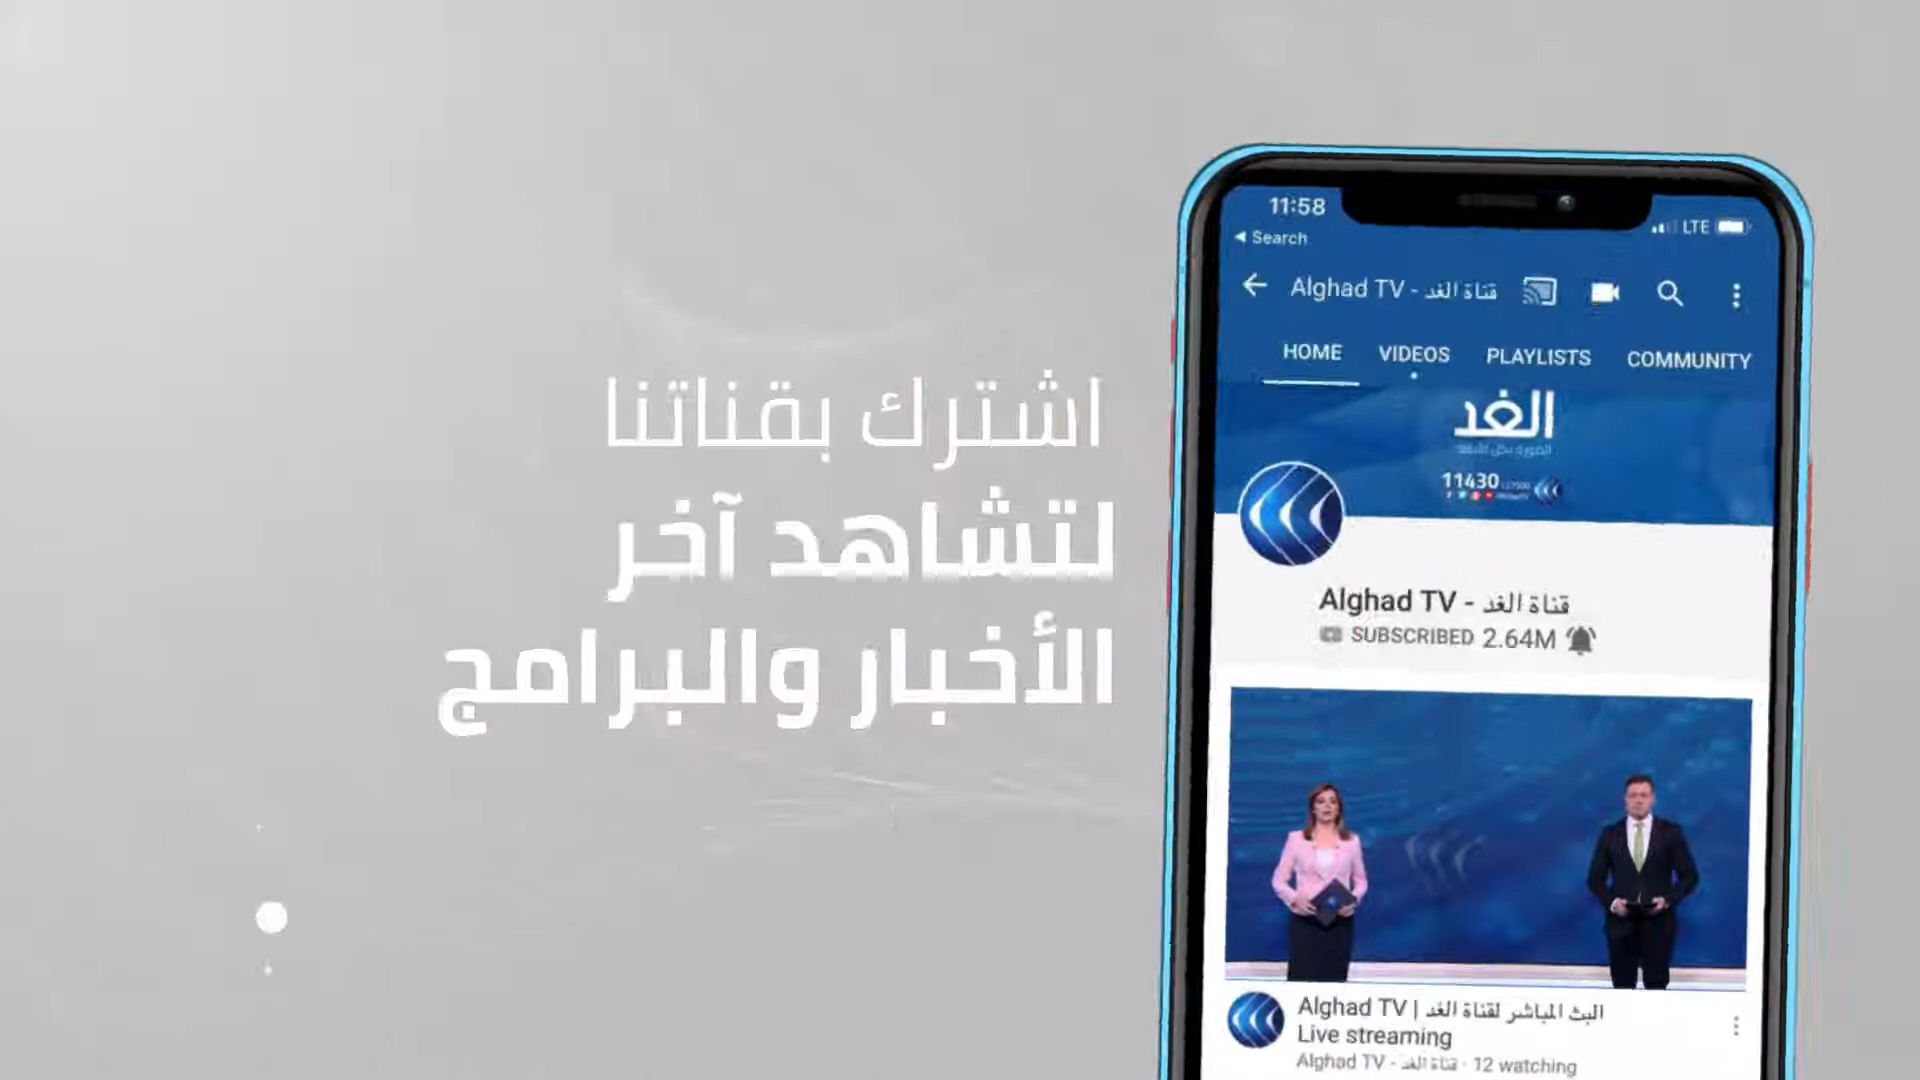 اشترك بقناتنا
لتشاهد آخر
الأخبار والبرامج
11:58
LTE
Search
Alghad TV - قناة الغد
HOME VIDEOS PLAYLISTS COMMUNITY
الغد
11430
Alghad TV - قناة الغد
SUBSCRIBED 2.64M
Alghad TV | البث المباشر لقناة الغد
Live streaming
Alghad TV - قناة الغد · 12 watching